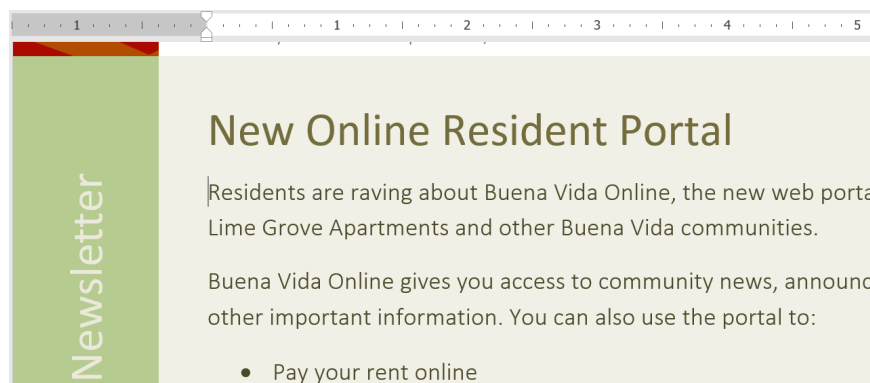 1 1 2 3 4 5
New Online Resident Portal
Residents are raving about Buena Vida Online, the new web
Lime Grove Apartments and other Buena Vida communities.
Buena Vida Online gives you access to community news,
other important information. You can also use the portal to:
• Pay your rent online
Newsletter